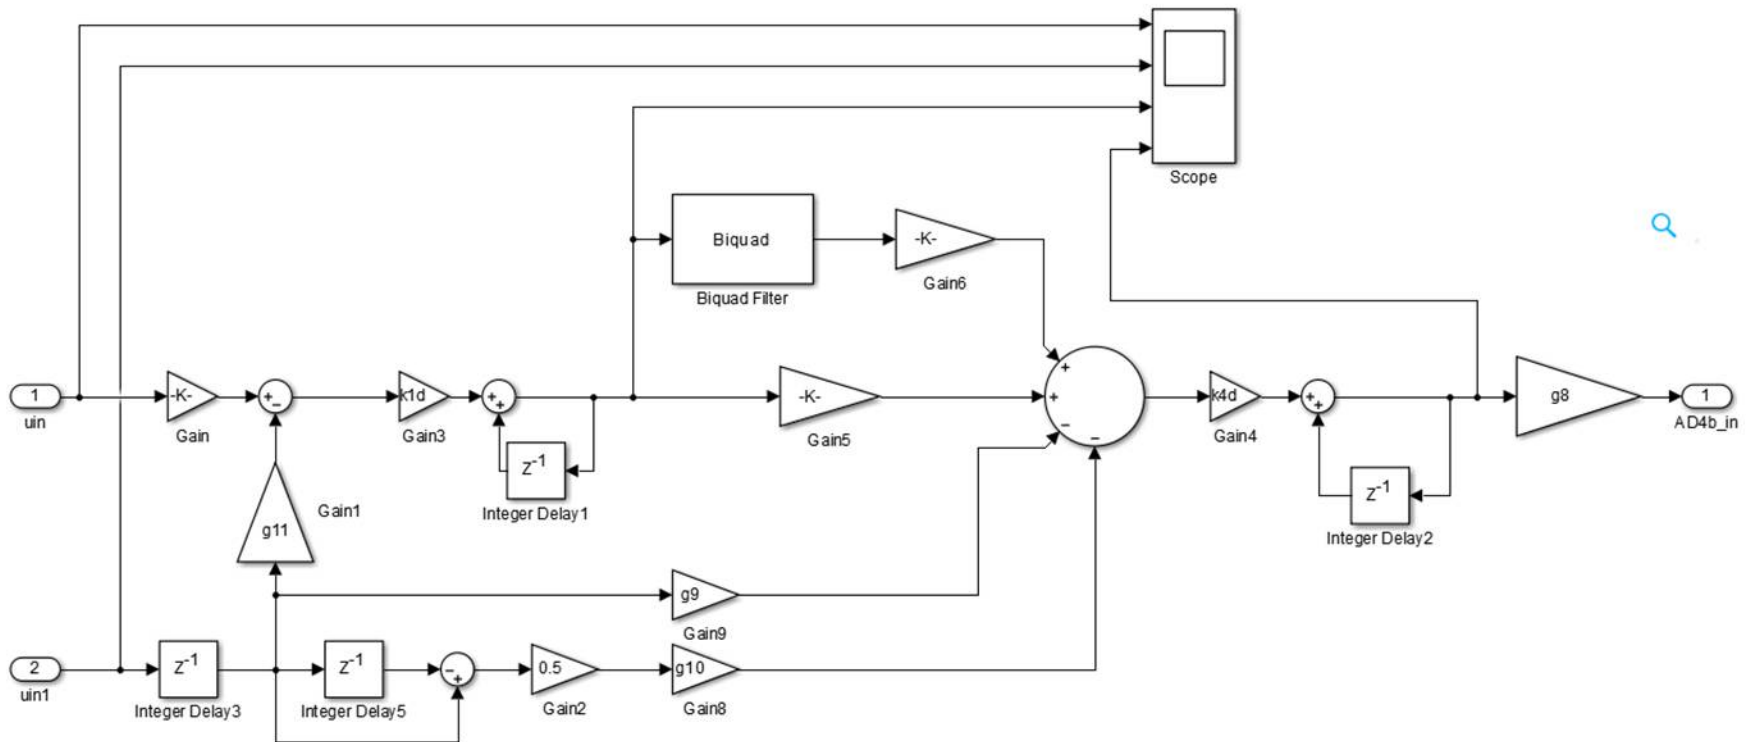 Scope
Biquad
Biquad Filter
-K-
Gain6
1
uin
-K-
Gain
+
−
k1d
Gain3
+
+
Z-1
Integer Delay1
-K-
Gain5
+
+
−
−
k4d
Gain4
+
+
Z-1
Integer Delay2
g8
1
AD4b_in
g11
Gain1
g9
Gain9
2
uin1
Z-1
Integer Delay3
Z-1
Integer Delay5
−
+
0.5
Gain2
g10
Gain8